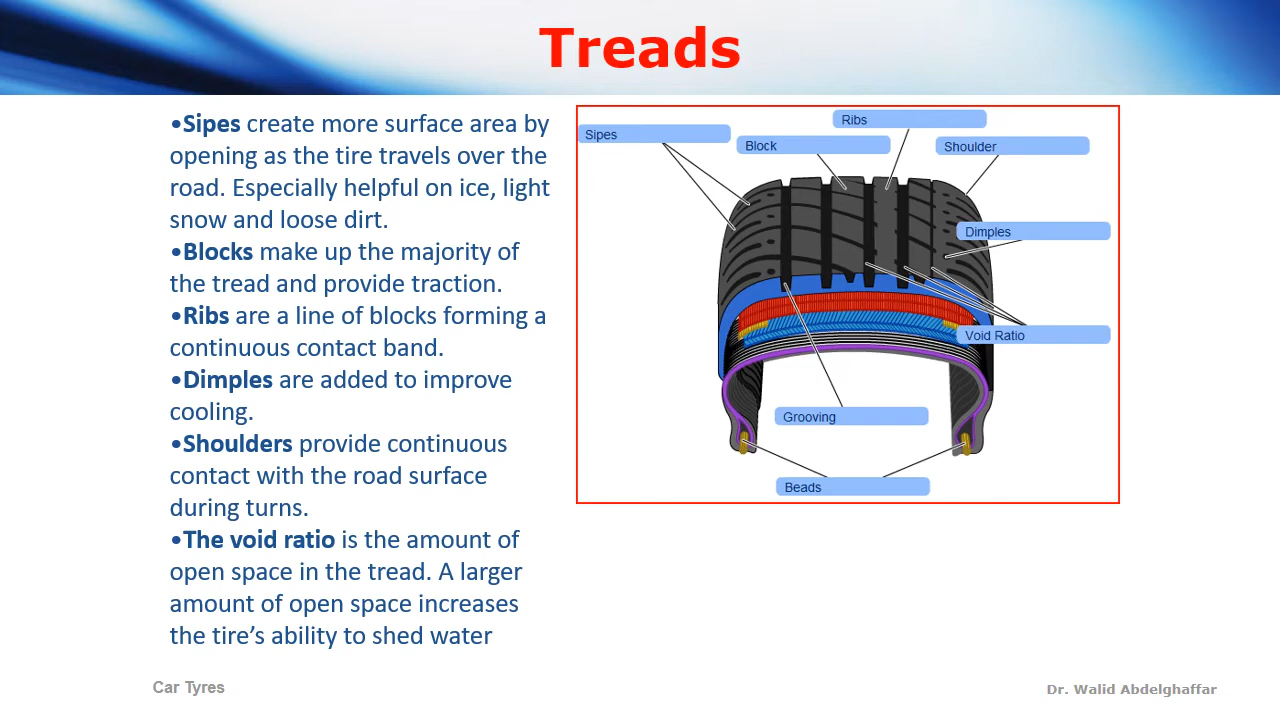 Treads
•Sipes create more surface area by
opening as the tire travels over the
road. Especially helpful on ice, light
snow and loose dirt.
•Blocks make up the majority of
the tread and provide traction.
•Ribs are a line of blocks forming a
continuous contact band.
•Dimples are added to improve
cooling.
•Shoulders provide continuous
contact with the road surface
during turns.
•The void ratio is the amount of
open space in the tread. A larger
amount of open space increases
the tire’s ability to shed water
Ribs
Sipes
Block
Shoulder
Dimples
Void Ratio
Grooving
Beads
Car Tyres
Dr. Walid Abdelghaffar